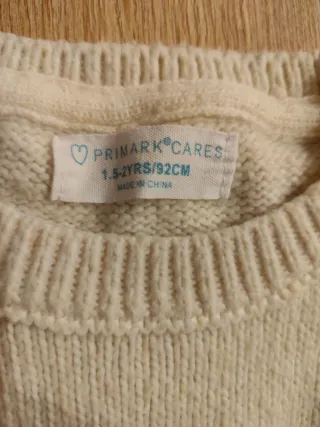 ♡ PRIMARK® CARES
1.5-2YRS/92CM
MADE IN CHINA